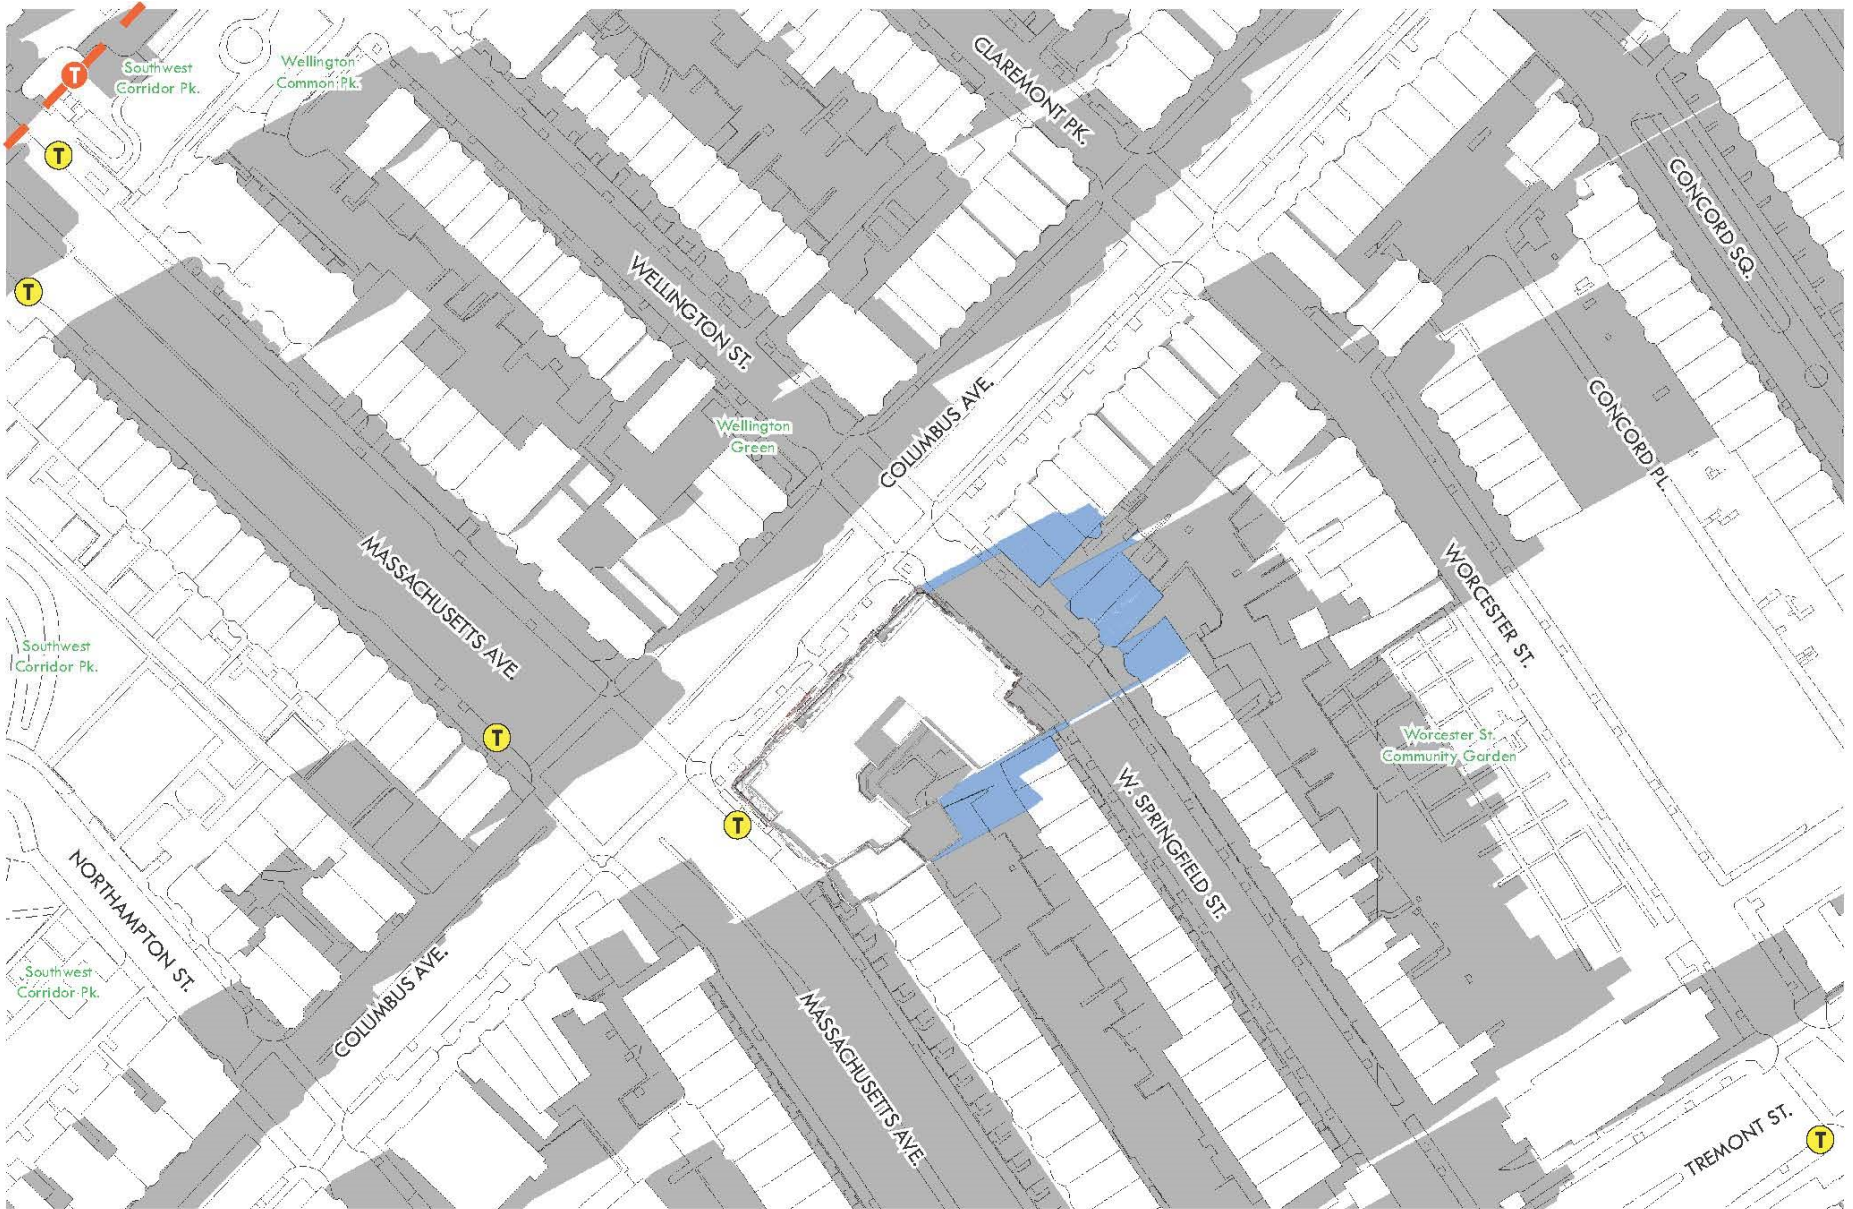 T
Southwest
Corridor Pk.
Wellington
Common Pk.
CLAREMONT PK.
T
CONCORD SQ.
T
WELLINGTON ST.
COLUMBUS AVE.
CONCORD PL.
Wellington
Green
MASSACHUSETTS AVE.
WORCESTER ST.
Southwest
Corridor Pk.
T
Worcester St.
Community Garden
T
W. SPRINGFIELD ST.
NORTHAMPTON ST.
COLUMBUS AVE.
Southwest
Corridor Pk.
MASSACHUSETTS AVE.
TREMONT ST.
T